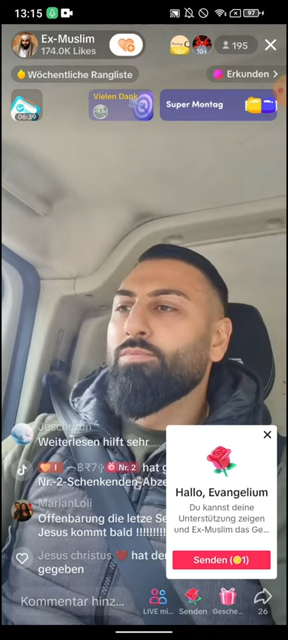 13:15
97
Ex-Muslim
174.0K Likes
10+
195
Wöchentliche Rangliste
Erkunden >
06:39
Vielen Dank
Super Montag
Weiterlesen hilft sehr
Nr. 2
hat g
Nr.-2-Schenkenden-Abze
MarianLoli
Offenbarung die letze Se
Jesus kommt bald !!!!!!!!!
Jesus christus ❤️ hat der
gegeben
Hallo, Evangelium
Du kannst deine
Unterstützung zeigen
und Ex-Muslim das Ge...
Senden (1)
Kommentar hinz...
LIVE mi...
Senden
Gesche...
26